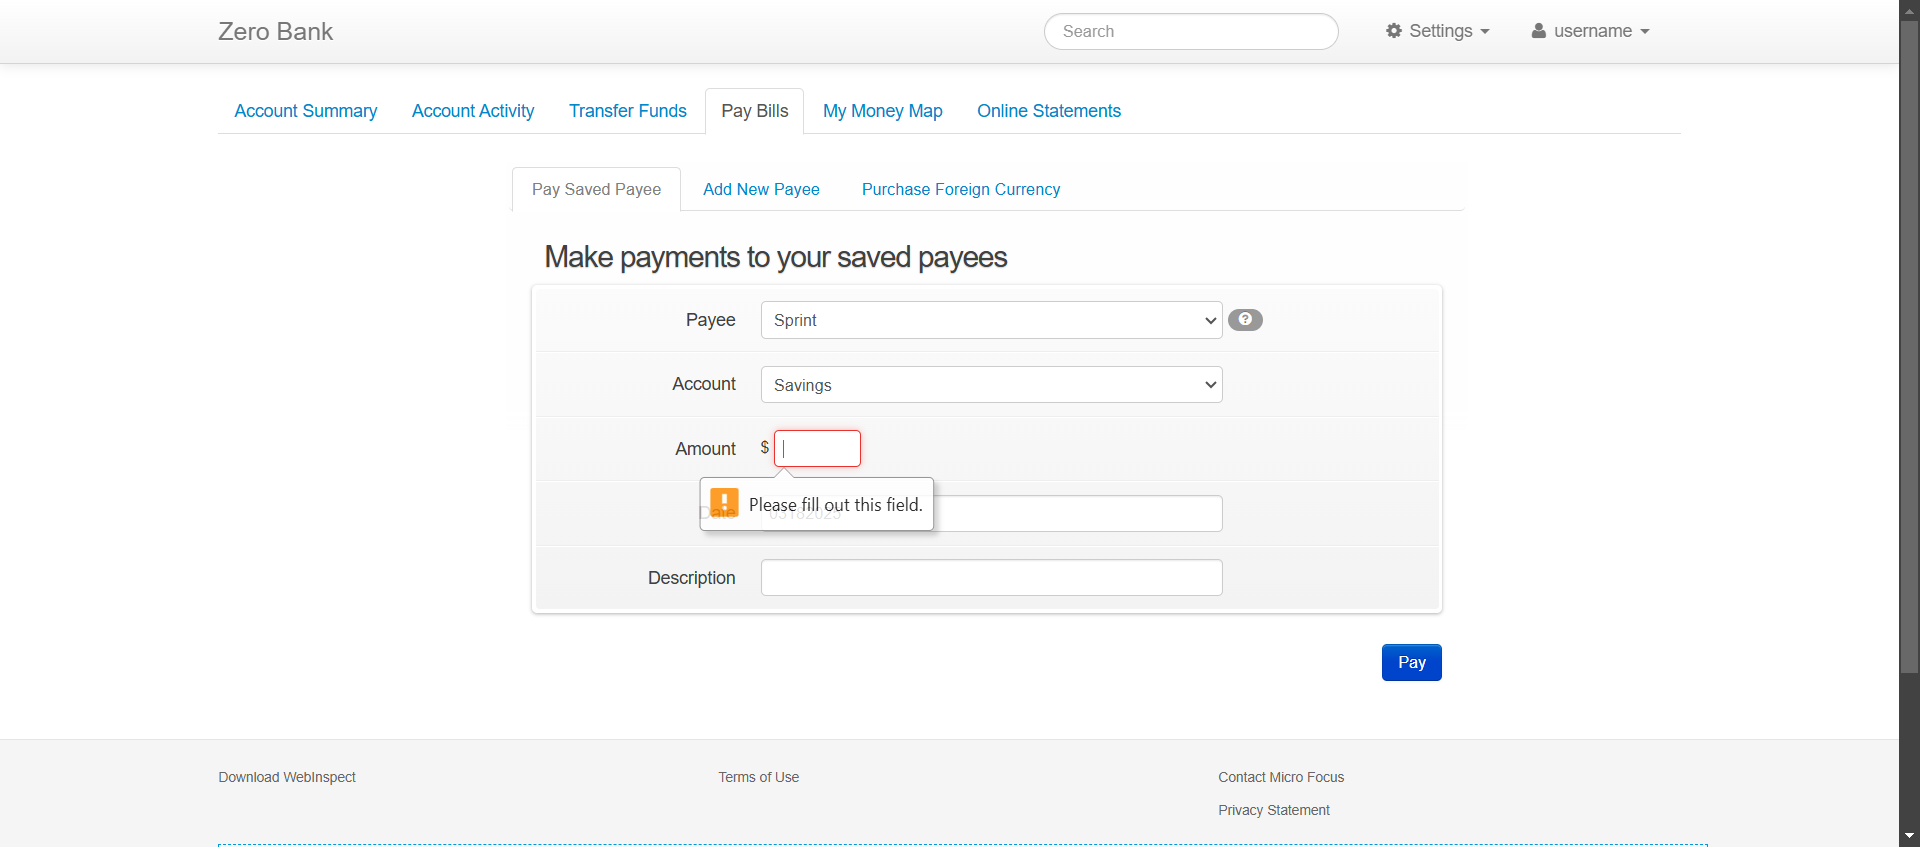 Zero Bank
Search
Settings
username
Account Summary
Account Activity
Transfer Funds
Pay Bills
My Money Map
Online Statements
Pay Saved Payee
Add New Payee
Purchase Foreign Currency
Make payments to your saved payees
Payee
Sprint
?
Account
Savings
Amount
$
Please fill out this field.
Date
03182025
Description
Pay
Download WebInspect
Terms of Use
Contact Micro Focus
Privacy Statement